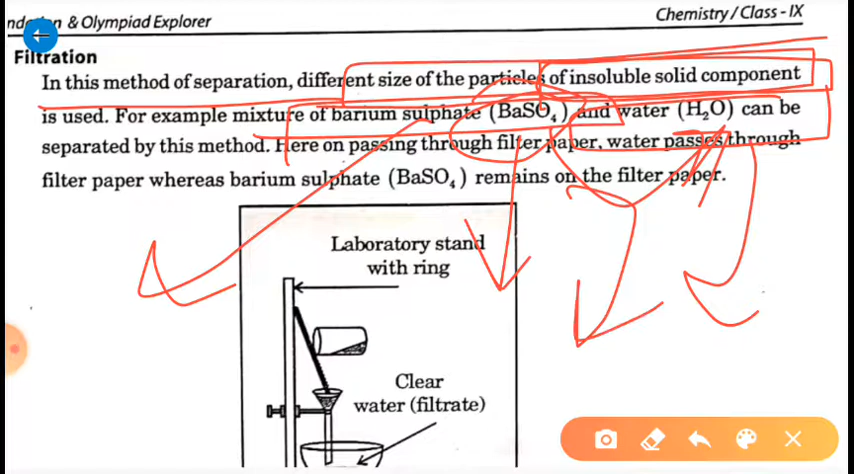 & Olympiad Explorer
Chemistry / Class - IX
Filtration
In this method of separation, different size of the particles of insoluble solid component
is used. For example mixture of barium sulphate (BaSO₄) and water (H₂O) can be
separated by this method. Here on passing through filter paper, water passes through
filter paper whereas barium sulphate (BaSO₄) remains on the filter paper.
Laboratory stand
with ring
Clear
water (filtrate)